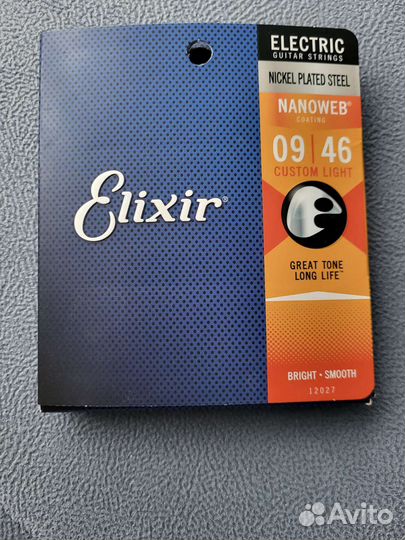 ELECTRIC
GUITAR STRINGS
NICKEL PLATED STEEL
NANOWEB®
COATING
09 | 46
CUSTOM LIGHT
Elixir®
GREAT TONE
LONG LIFE™
BRIGHT • SMOOTH
12027
Avito